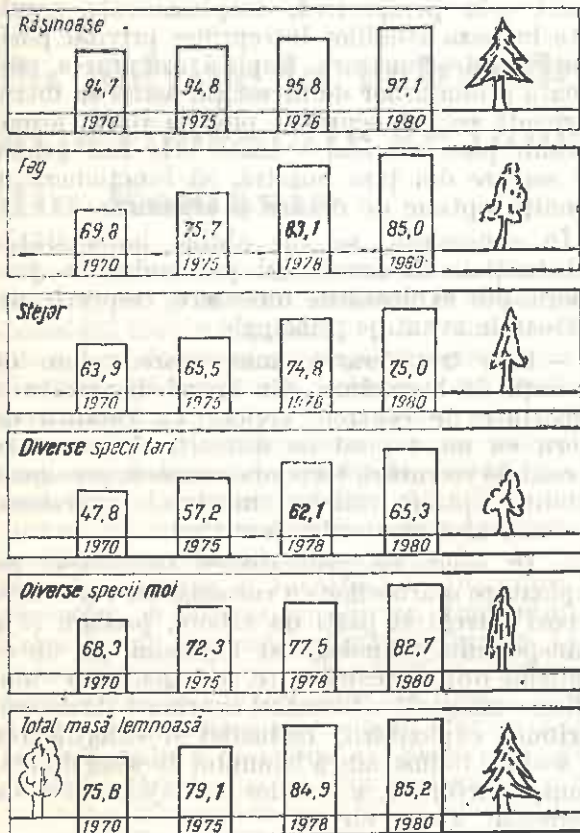 Rășinoase
94,7 94,8 95,8 97,1
1970 1975 1976 1980
Fag
69,8 75,7 83,1 85,0
1970 1975 1978 1980
Stejar
63,9 65,5 74,8 75,0
1970 1975 1976 1980
Diverse specii tari
47,8 57,2 62,1 65,3
1970 1975 1978 1980
Diverse specii moi
68,3 72,3 77,5 82,7
1970 1975 1978 1980
Total masă lemnoasă
75,8 79,1 84,9 85,2
1970 1975 1978 1980